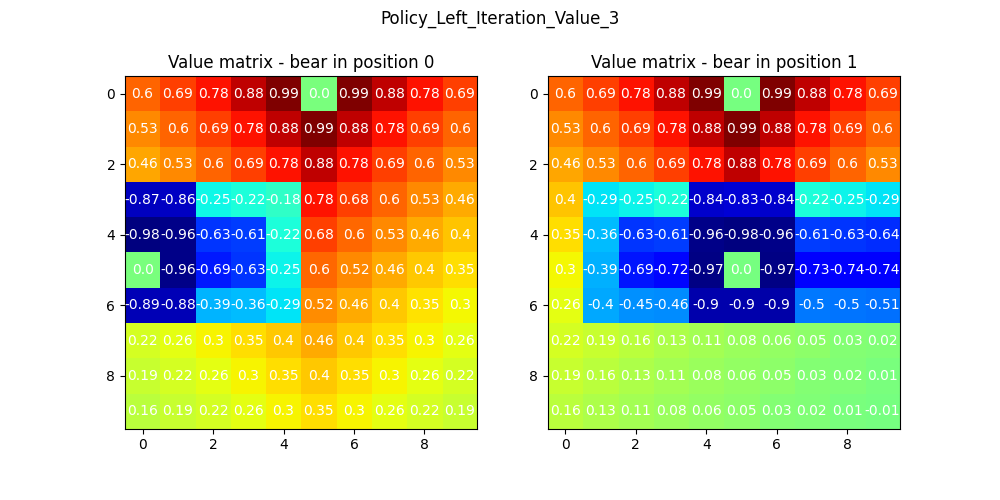 Policy_Left_Iteration_Value_3
Value matrix - bear in position 0
0 0.6 0.69 0.78 0.88 0.99 0.0 0.99 0.88 0.78 0.69
0.53 0.6 0.69 0.78 0.88 0.99 0.88 0.78 0.69 0.6
2 0.46 0.53 0.6 0.69 0.78 0.88 0.78 0.69 0.6 0.53
-0.87 -0.86 -0.25 -0.22 -0.18 0.78 0.68 0.6 0.53 0.46
4 -0.98 -0.96 -0.63 -0.61 -0.22 0.68 0.6 0.53 0.46 0.4
0.0 -0.96 -0.69 -0.63 -0.25 0.6 0.52 0.46 0.4 0.35
6 -0.89 -0.88 -0.39 -0.36 -0.29 0.52 0.46 0.4 0.35 0.3
0.22 0.26 0.3 0.35 0.4 0.46 0.4 0.35 0.3 0.26
8 0.19 0.22 0.26 0.3 0.35 0.4 0.35 0.3 0.26 0.22
0.16 0.19 0.22 0.26 0.3 0.35 0.3 0.26 0.22 0.19
0 2 4 6 8
Value matrix - bear in position 1
0 0.6 0.69 0.78 0.88 0.99 0.0 0.99 0.88 0.78 0.69
0.53 0.6 0.69 0.78 0.88 0.99 0.88 0.78 0.69 0.6
2 0.46 0.53 0.6 0.69 0.78 0.88 0.78 0.69 0.6 0.53
0.4 -0.29 -0.25 -0.22 -0.84 -0.83 -0.84 -0.22 -0.25 -0.29
4 0.35 -0.36 -0.63 -0.61 -0.96 -0.98 -0.96 -0.61 -0.63 -0.64
0.3 -0.39 -0.69 -0.72 -0.97 0.0 -0.97 -0.73 -0.74 -0.74
6 0.26 -0.4 -0.45 -0.46 -0.9 -0.9 -0.9 -0.5 -0.5 -0.51
0.22 0.19 0.16 0.13 0.11 0.08 0.06 0.05 0.03 0.02
8 0.19 0.16 0.13 0.11 0.08 0.06 0.05 0.03 0.02 0.01
0.16 0.13 0.11 0.08 0.06 0.05 0.03 0.02 -0.01 -0.01
0 2 4 6 8